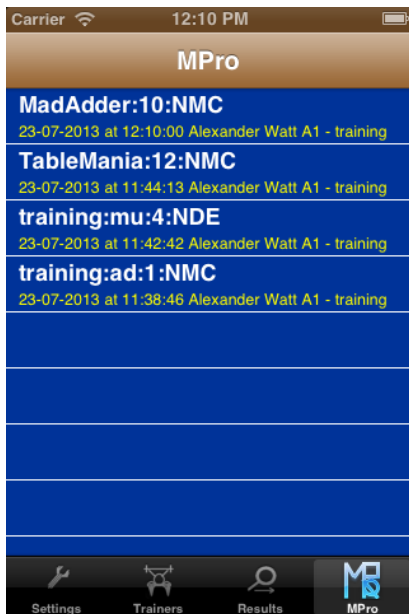 Carrier 12:10 PM
MPro
MadAdder:10:NMC
23-07-2013 at 12:10:00 Alexander Watt A1 - training
TableMania:12:NMC
23-07-2013 at 11:44:13 Alexander Watt A1 - training
training:mu:4:NDE
23-07-2013 at 11:42:42 Alexander Watt A1 - training
training:ad:1:NMC
23-07-2013 at 11:38:46 Alexander Watt A1 - training
Settings Trainers Results MPro